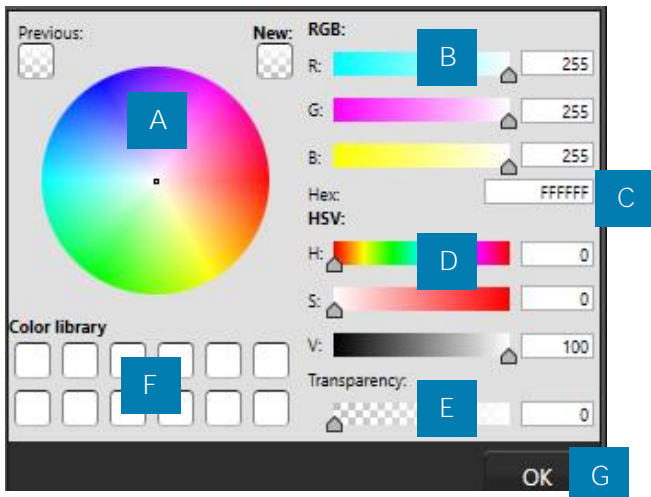 Previous:
New:
A
Color library
F
RGB:
R: B 255
G: 255
B: 255
Hex: FFFFFF C
HSV:
H: D 0
S: 0
V: 100
Transparency:
E 0
OK G